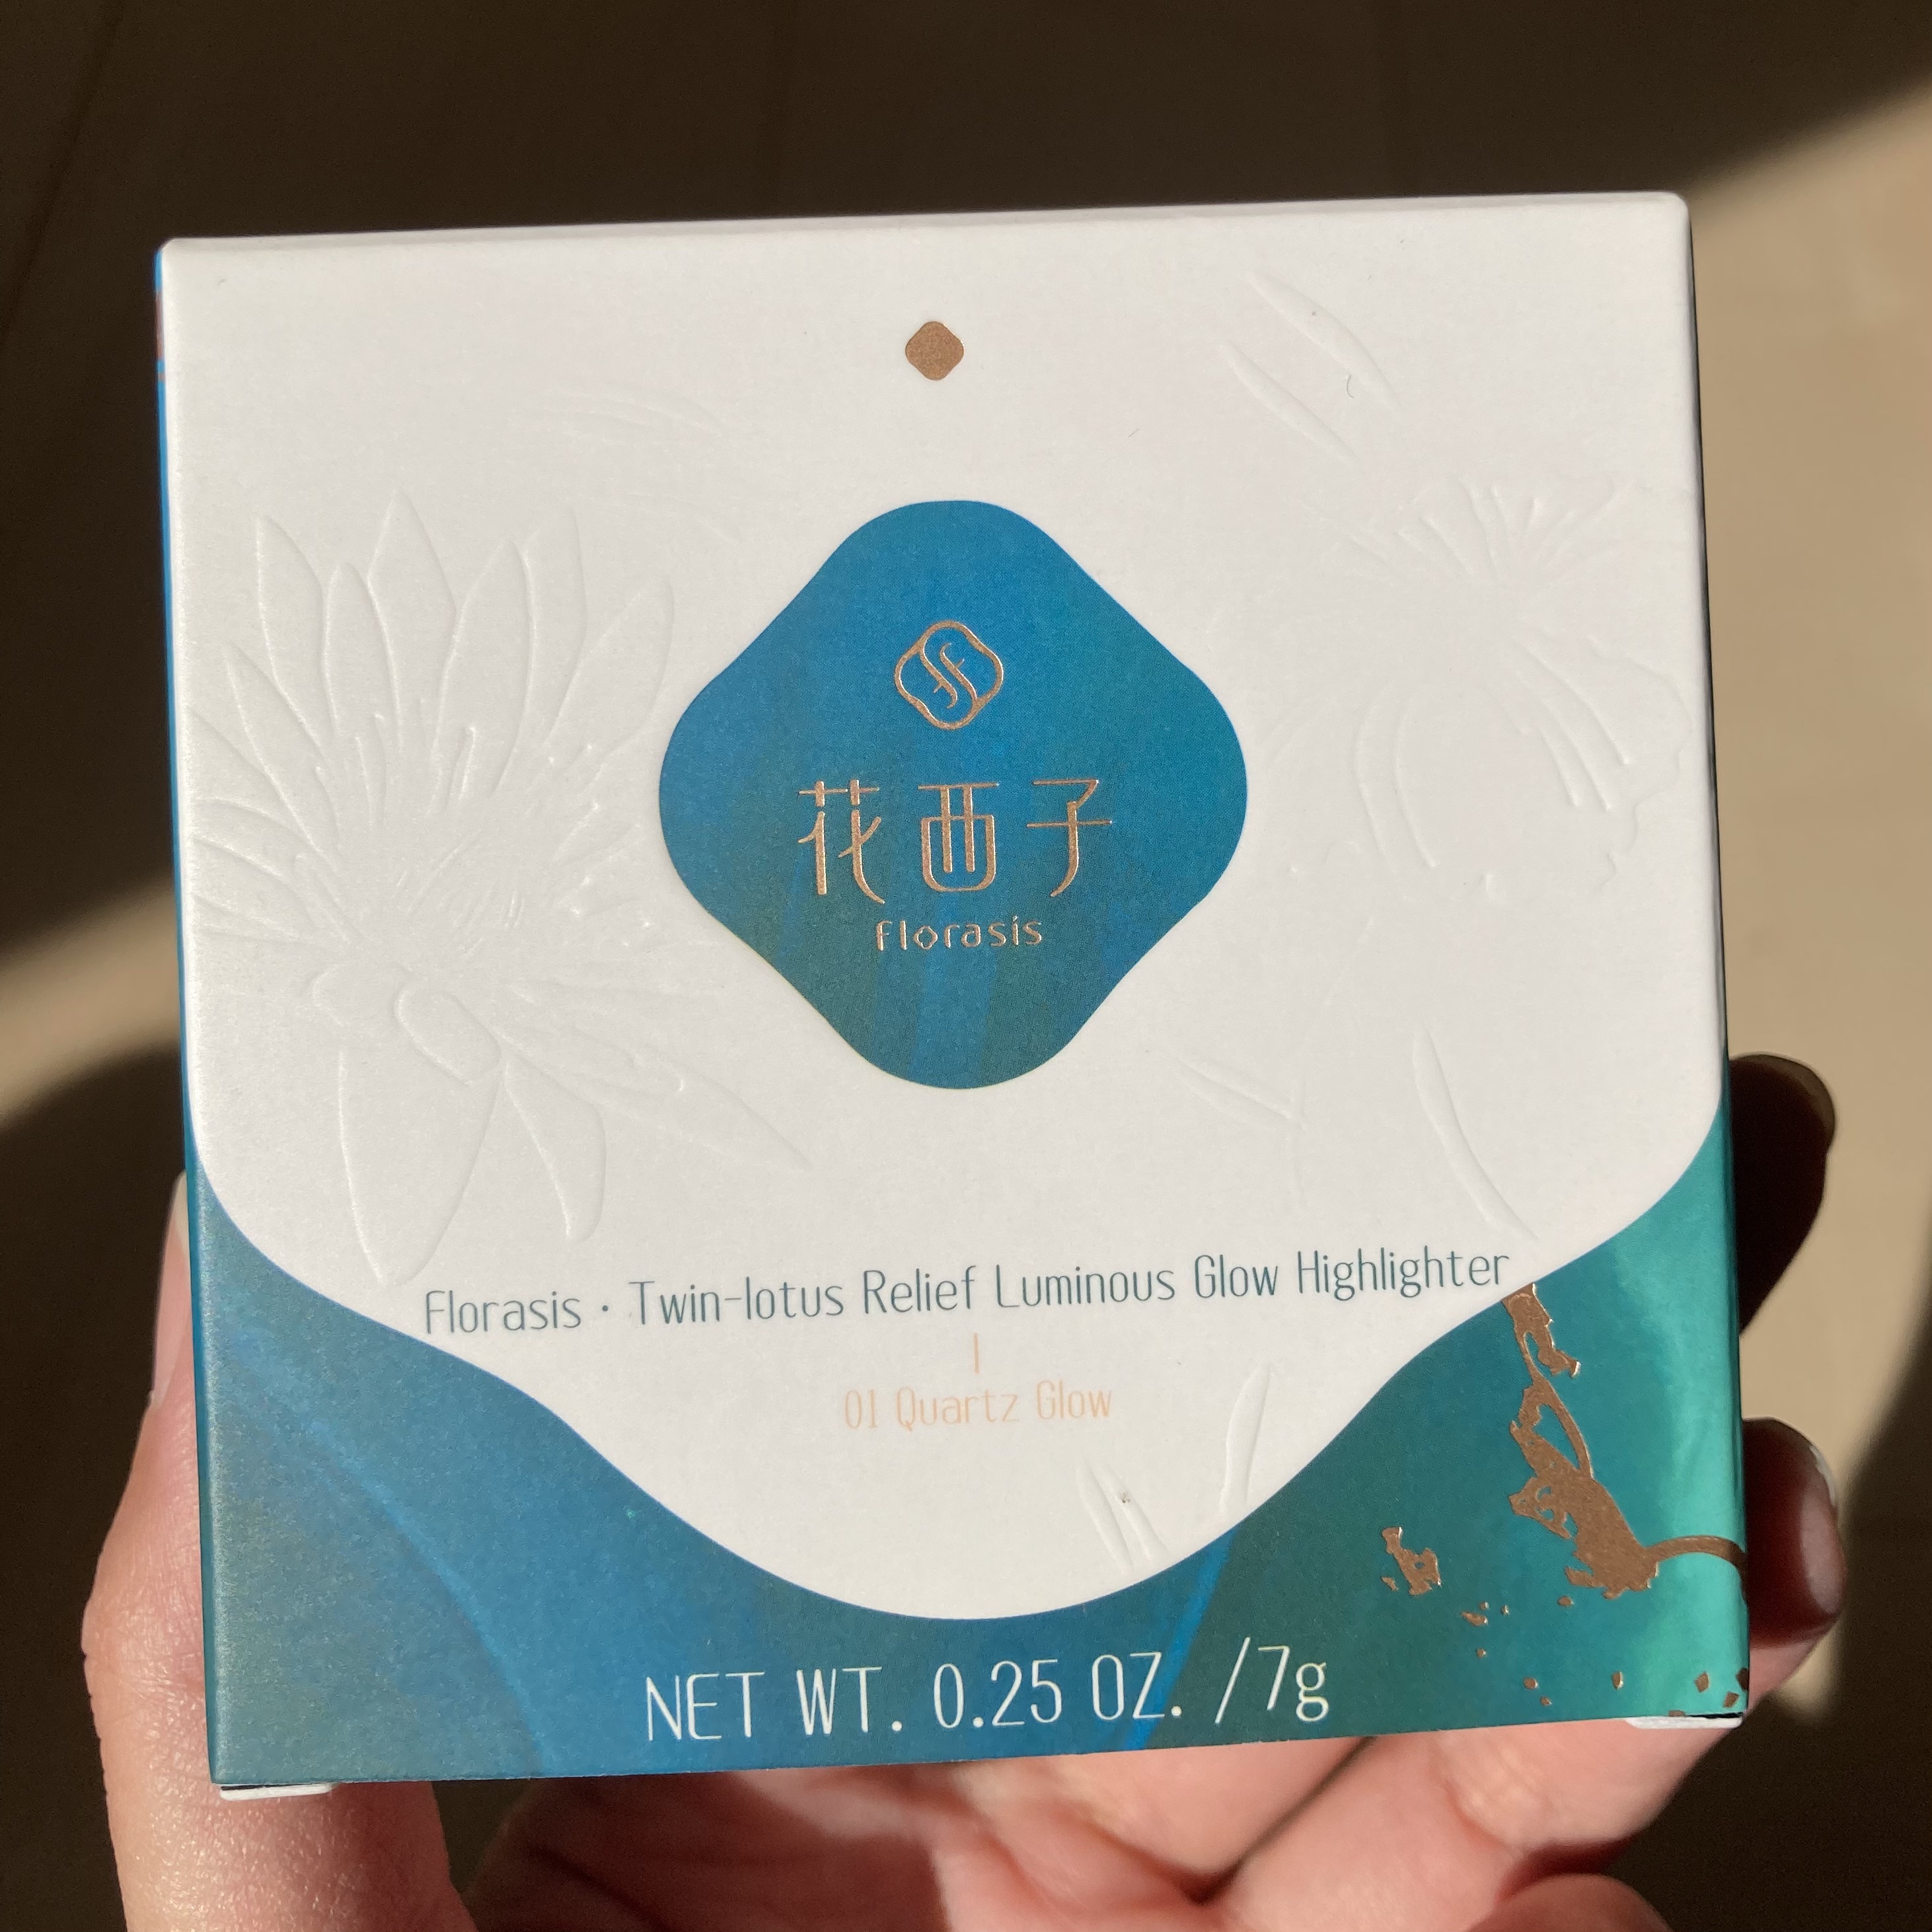 花西子
florasis
Florasis · Twin-lotus Relief Luminous Glow Highlighter
01 Quartz Glow
NET WT. 0.25 OZ. /7g